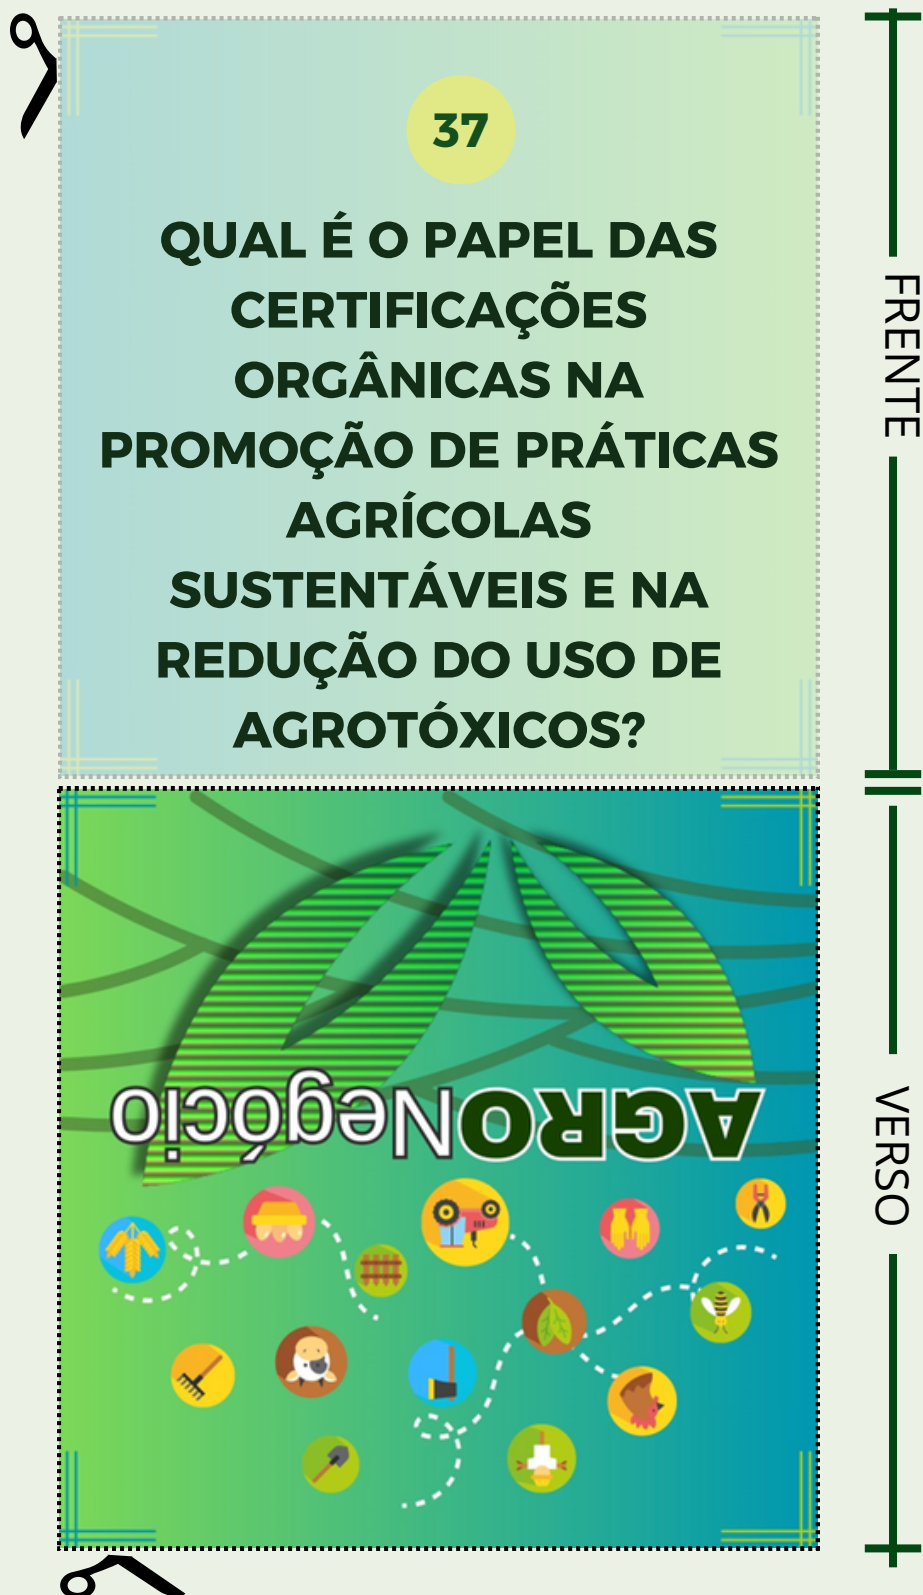 37
QUAL É O PAPEL DAS
CERTIFICAÇÕES
ORGÂNICAS NA
PROMOÇÃO DE PRÁTICAS
AGRÍCOLAS
SUSTENTÁVEIS E NA
REDUÇÃO DO USO DE
AGROTÓXICOS?
FRENTE
AGRONegócio
VERSO